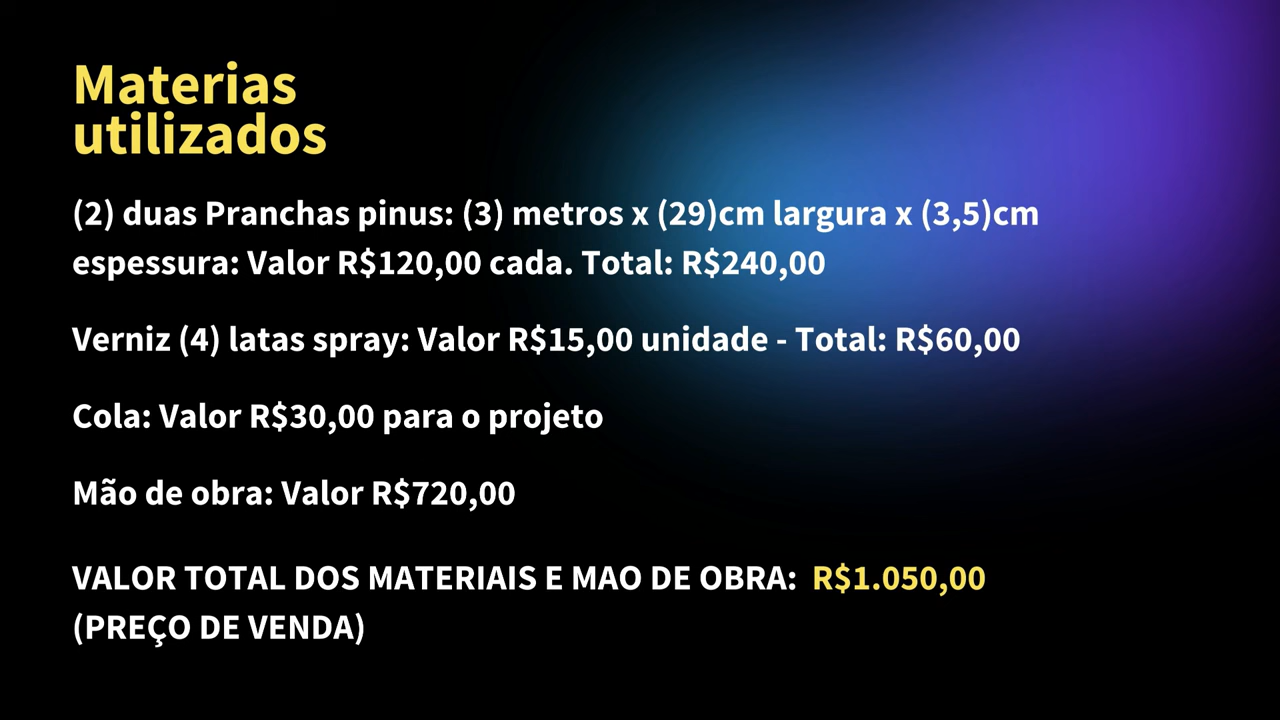 Materias
utilizados
(2) duas Pranchas pinus: (3) metros x (29)cm largura x (3,5)cm
espessura: Valor R$120,00 cada. Total: R$240,00
Verniz (4) latas spray: Valor R$15,00 unidade - Total: R$60,00
Cola: Valor R$30,00 para o projeto
Mão de obra: Valor R$720,00
VALOR TOTAL DOS MATERIAIS E MAO DE OBRA: R$1.050,00
(PREÇO DE VENDA)